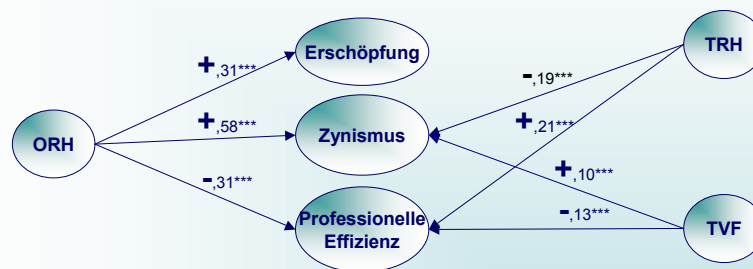 Erschöpfung
TRH
+,31***
-,19***
+,58***
Zynismus
+,21***
ORH
-,31***
+,10***
Professionelle
Effizienz
-,13***
TVF